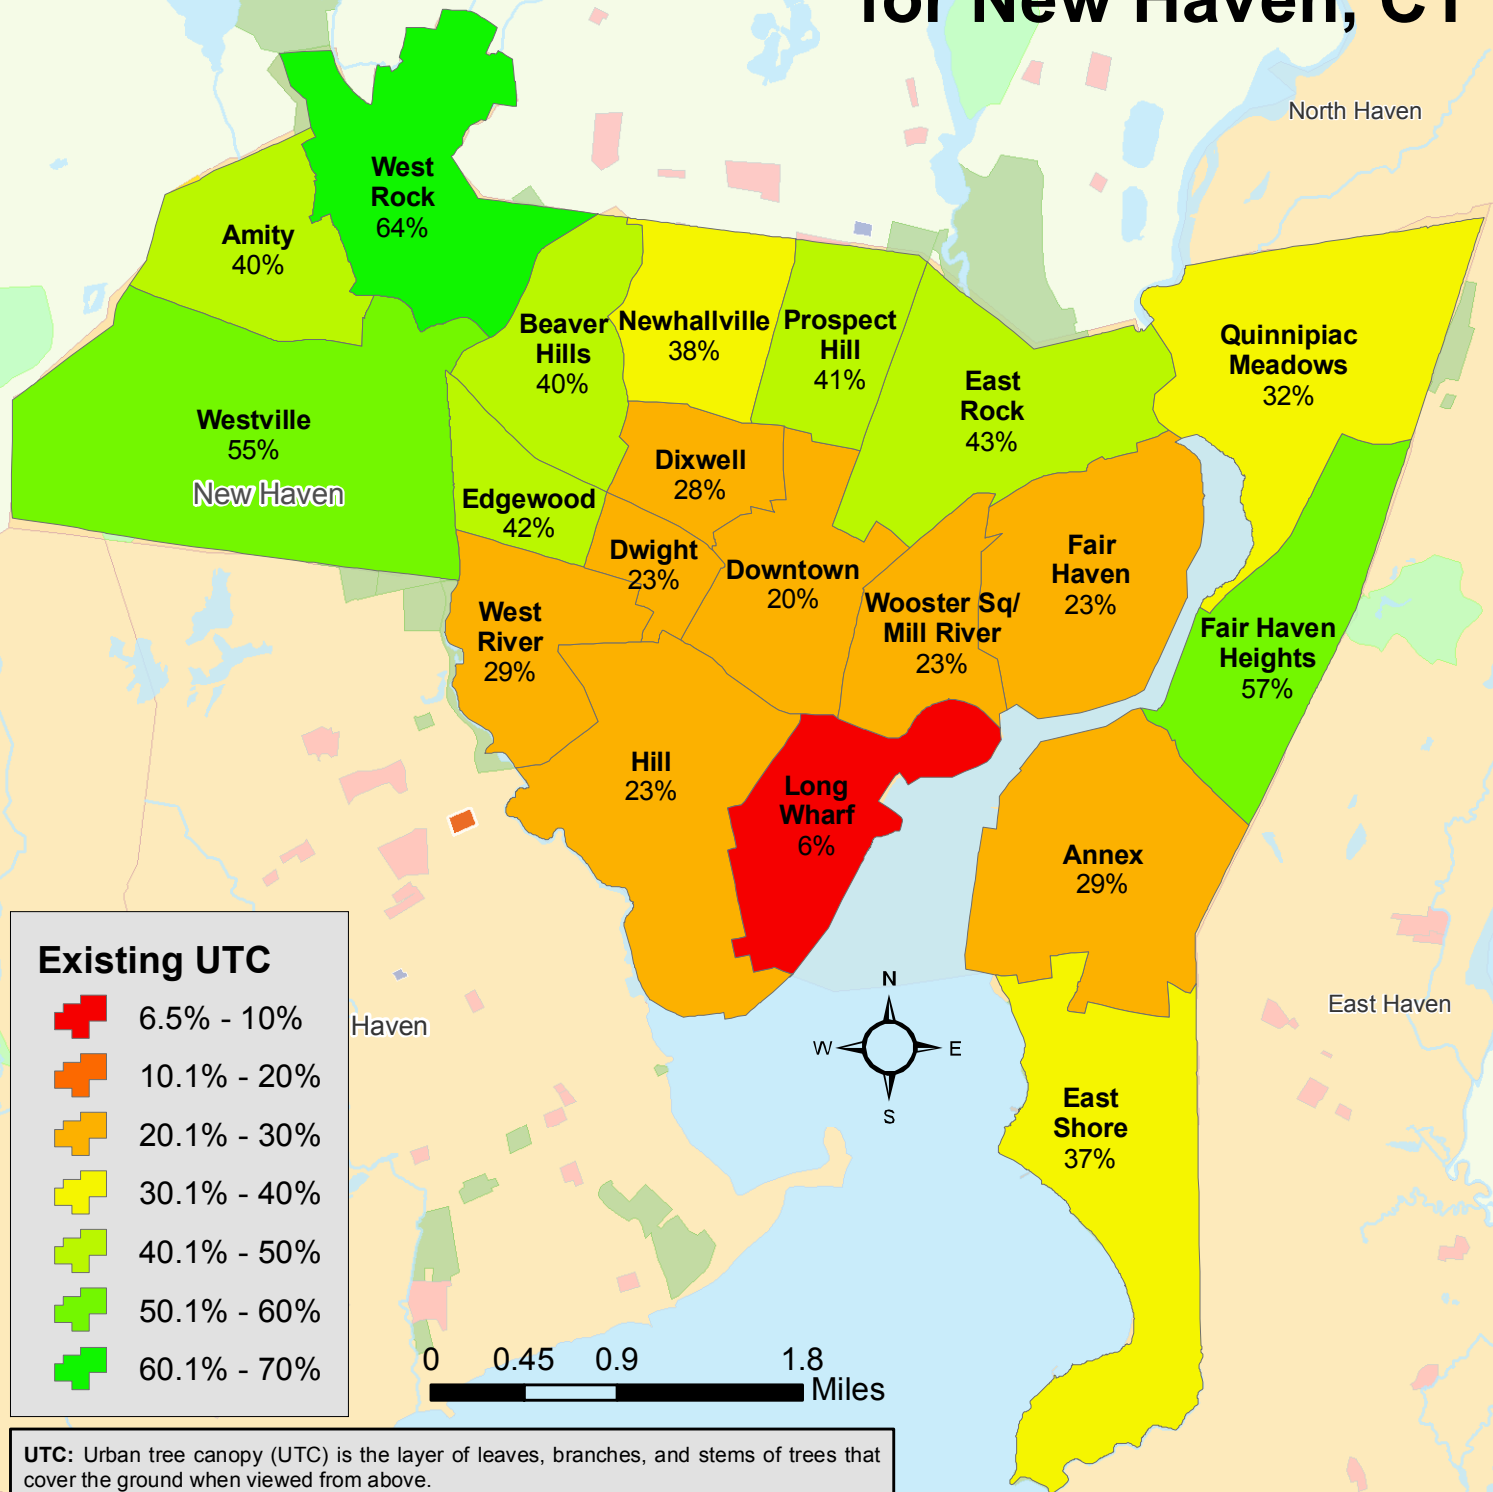 for New Haven, CT
North Haven
West
Rock
64%
Amity
40%
Beaver
Hills
40%
Newhallville
38%
Prospect
Hill
41%
East
Rock
43%
Quinnipiac
Meadows
32%
Westville
55%
New Haven
Edgewood
42%
Dixwell
28%
Dwight
23%
Downtown
20%
Wooster Sq/
Mill River
23%
Fair
Haven
23%
Fair Haven
Heights
57%
West
River
29%
Hill
23%
Long
Wharf
6%
Annex
29%
East Haven
Haven
East
Shore
37%
N
W
E
S
Existing UTC
6.5% - 10%
10.1% - 20%
20.1% - 30%
30.1% - 40%
40.1% - 50%
50.1% - 60%
60.1% - 70%
0 0.45 0.9 1.8
Miles
UTC: Urban tree canopy (UTC) is the layer of leaves, branches, and stems of trees that
cover the ground when viewed from above.